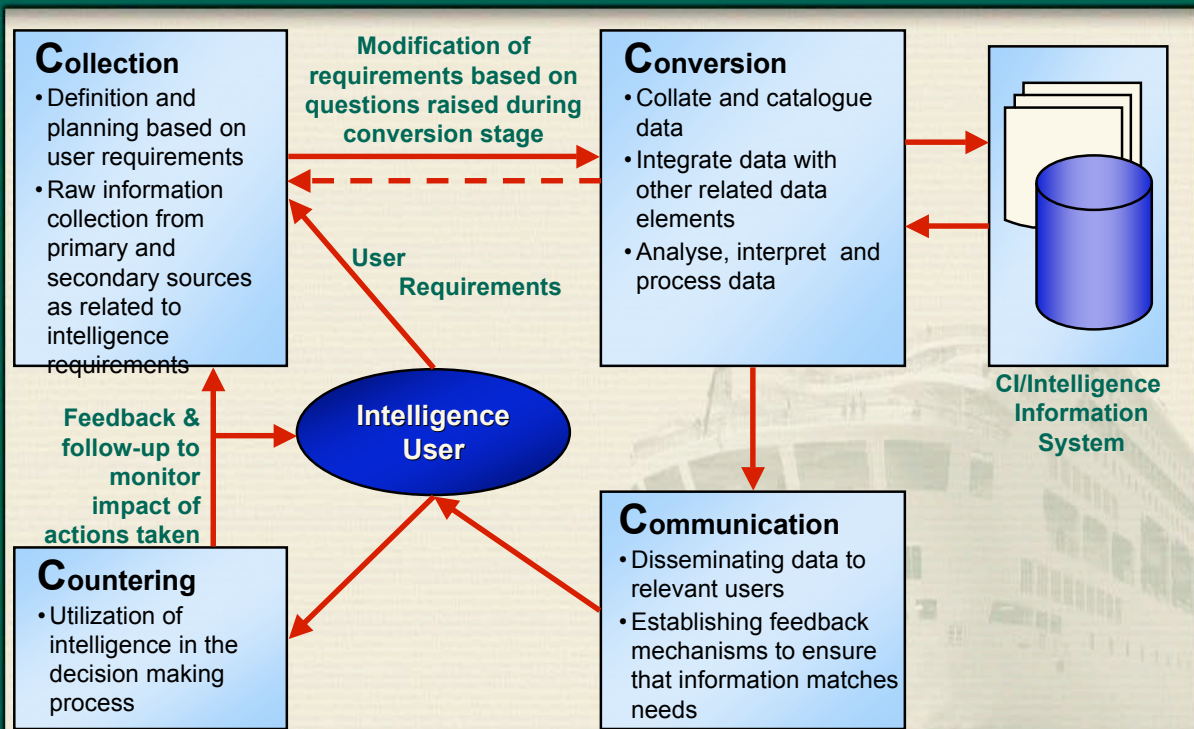 Collection
• Definition and
planning based on
user requirements
• Raw information
collection from
primary and
secondary sources
as related to
intelligence
requirements
Modification of
requirements based on
questions raised during
conversion stage
Conversion
• Collate and catalogue
data
• Integrate data with
other related data
elements
• Analyse, interpret and
process data
CI/Intelligence
Information
System
User
Requirements
Intelligence
User
Feedback &
follow-up to
monitor
impact of
actions taken
Countering
• Utilization of
intelligence in the
decision making
process
Communication
• Disseminating data to
relevant users
• Establishing feedback
mechanisms to ensure
that information matches
needs